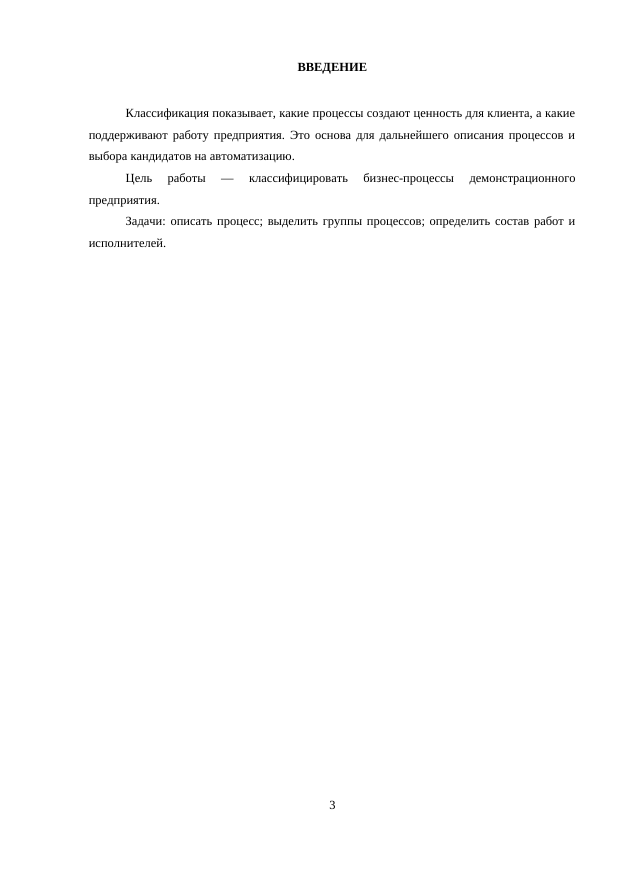 ВВЕДЕНИЕ
Классификация показывает, какие процессы создают ценность для клиента, а какие
поддерживают работу предприятия. Это основа для дальнейшего описания процессов и
выбора кандидатов на автоматизацию.
Цель работы — классифицировать бизнес-процессы демонстрационного
предприятия.
Задачи: описать процесс; выделить группы процессов; определить состав работ и
исполнителей.
3